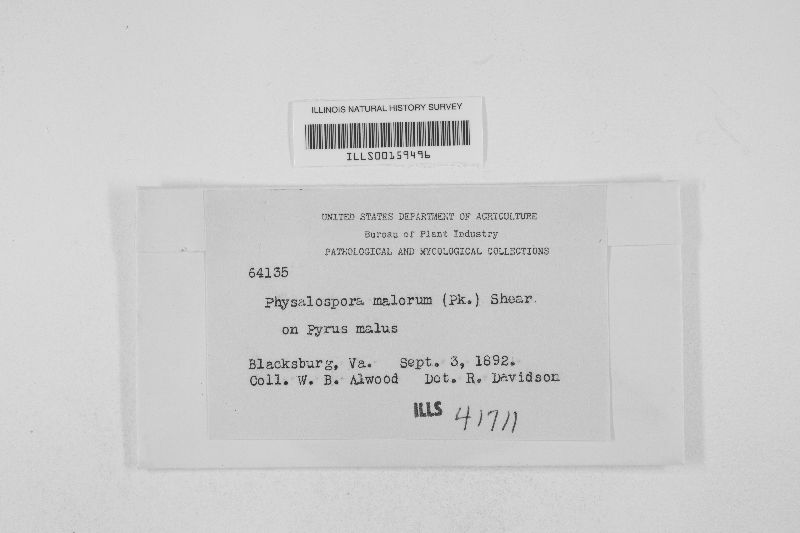 ILLINOIS NATURAL HISTORY SURVEY
ILLS00159496
UNITED STATES DEPARTMENT OF AGRICULTURE
Bureau of Plant Industry
PATHOLOGICAL AND MYCOLOGICAL COLLECTIONS
64135
Physalospora malorum (Pk.) Shear.
on Pyrus malus
Blacksburg, Va. Sept. 3, 1892.
Coll. W. B. Alwood Det. R. Davidson
ILLS 41711